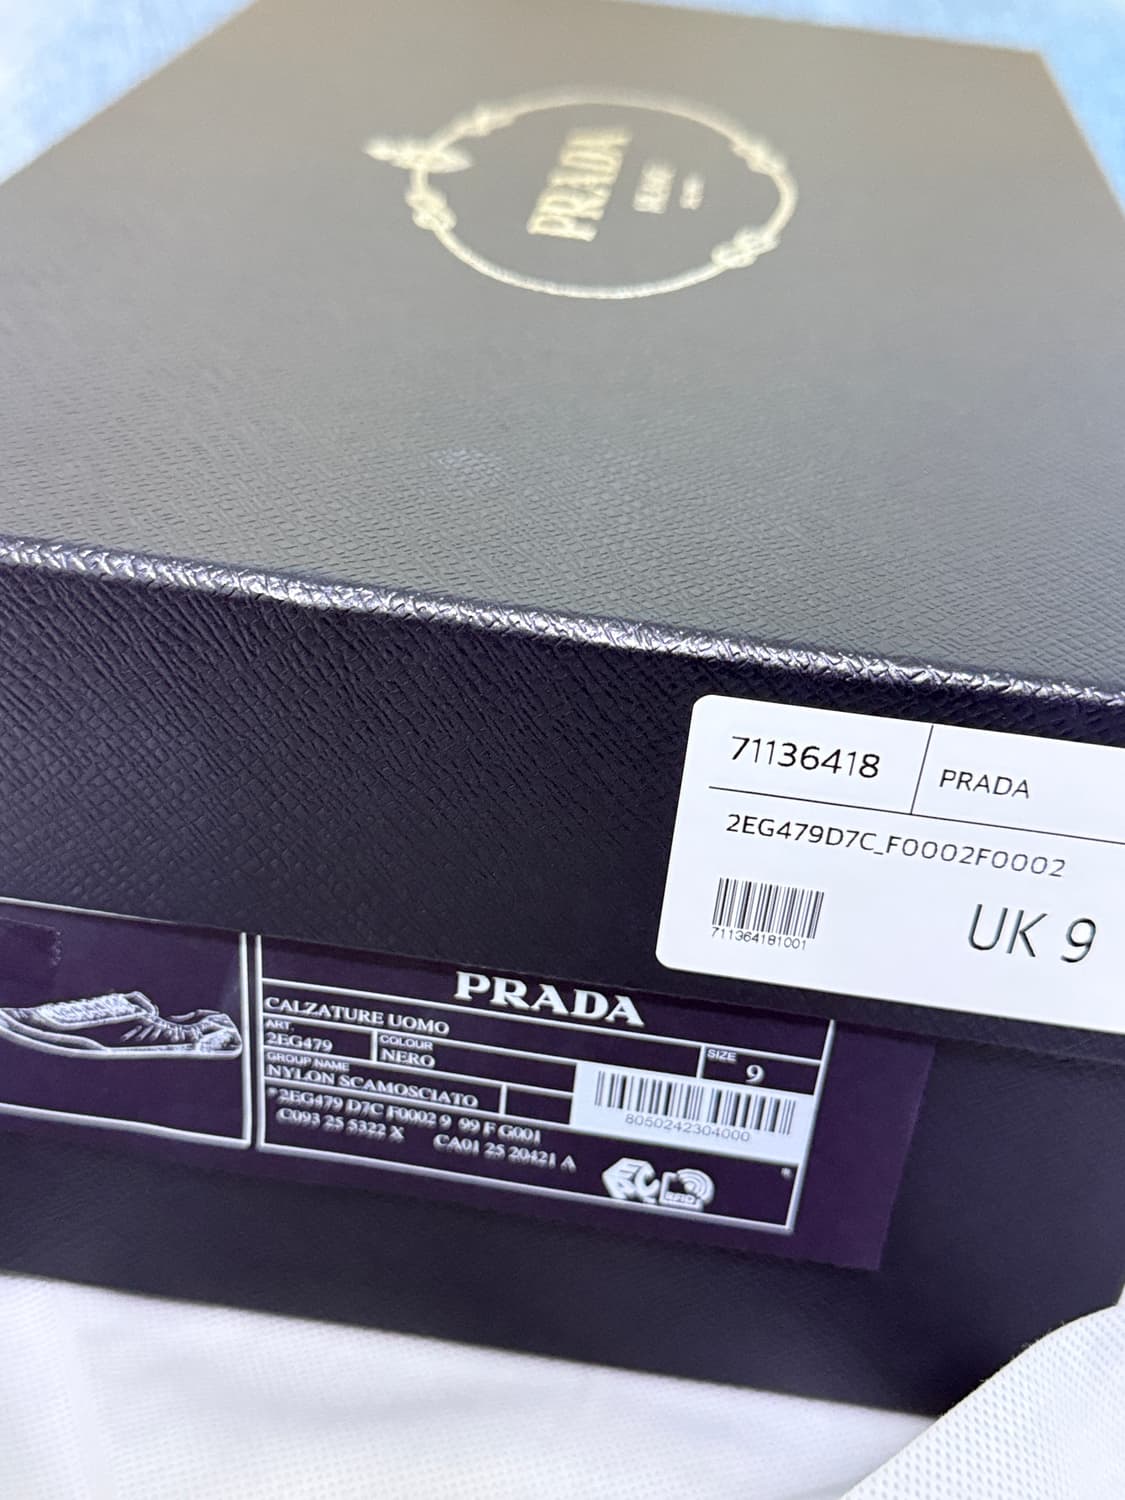 PRADA
71136418
PRADA
2EG479D7C_F0002F0002
711364181001
UK 9
PRADA
CALZATURE UOMO
ART.
2EG479
COLOUR
NERO
SIZE
9
GROUP NAME
NYLON SCAMOSCIATO
*2EG479 D7C F0002 9 99 F G001
C093 25 5322 X CA01 25 20421 A
8050242304000
RFID